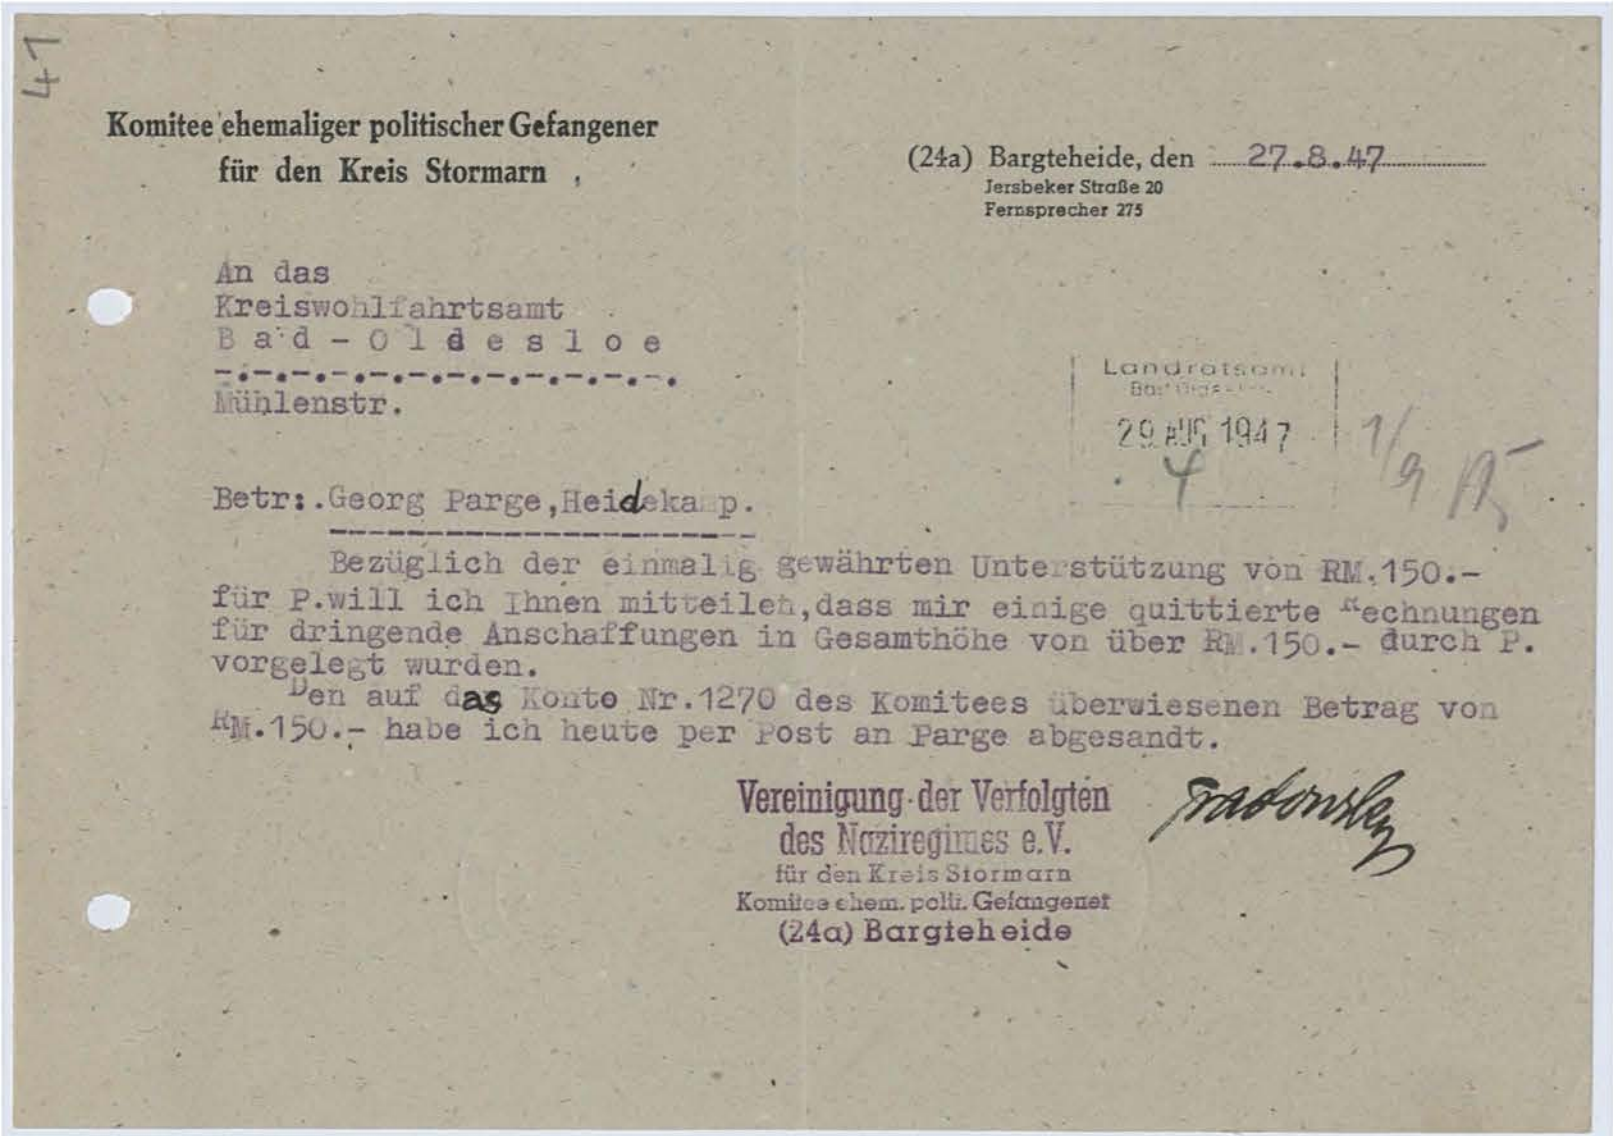 41
Komitee ehemaliger politischer Gefangener
für den Kreis Stormarn
(24a) Bargteheide, den 27.8.47
Jersbeker Straße 20
Fernsprecher 275
An das
Kreiswohlfahrtsamt
B a d - O l d e s l o e
-.-.-.-.-.-.-.-.-.-.-.-.
Mühlenstr.
Landratsamt
29 AUG 1947
4
1/9
Betr:.Georg Parge,Heidekamp.
Bezüglich der einmalig gewährten Unterstützung von RM.150.-
für P.will ich Ihnen mitteilen,dass mir einige quittierte Rechnungen
für dringende Anschaffungen in Gesamthöhe von über RM.150.- durch P.
vorgelegt wurden.
Den auf das Konto Nr.1270 des Komitees überwiesenen Betrag von
RM.150.- habe ich heute per Post an Parge abgesandt.
Vereinigung der Verfolgten
des Naziregimes e.V.
für den Kreis Stormarn
Komitee ehem. polit. Gefangener
(24a) Bargteheide